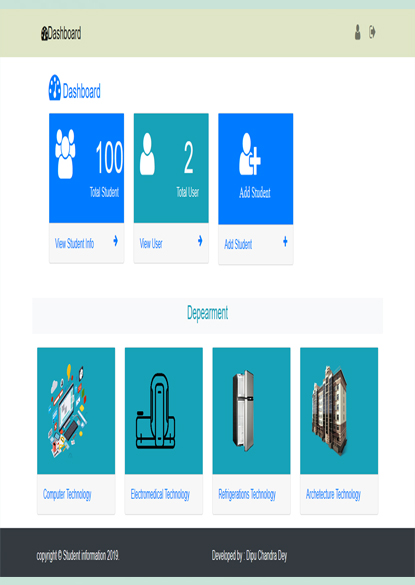 Dashboard
Dashboard
100
Total Student
2
Total User
Add Student
View Student Info
View User
Add Student
Depearment
Computer Technology
Electromedical Technology
Refrigerations Technology
Archetecture Technology
copyright © Student information 2019.
Developed by : Dipu Chandra Dey